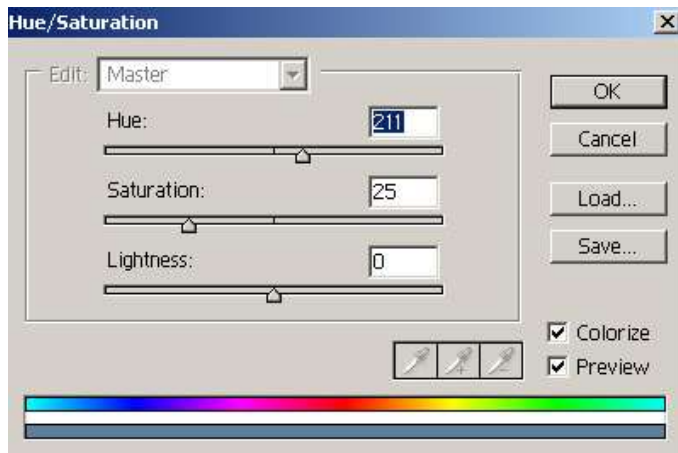 Hue/Saturation
Edit: Master
Hue: 211
Saturation: 25
Lightness: 0
OK
Cancel
Load...
Save...
Colorize
Preview